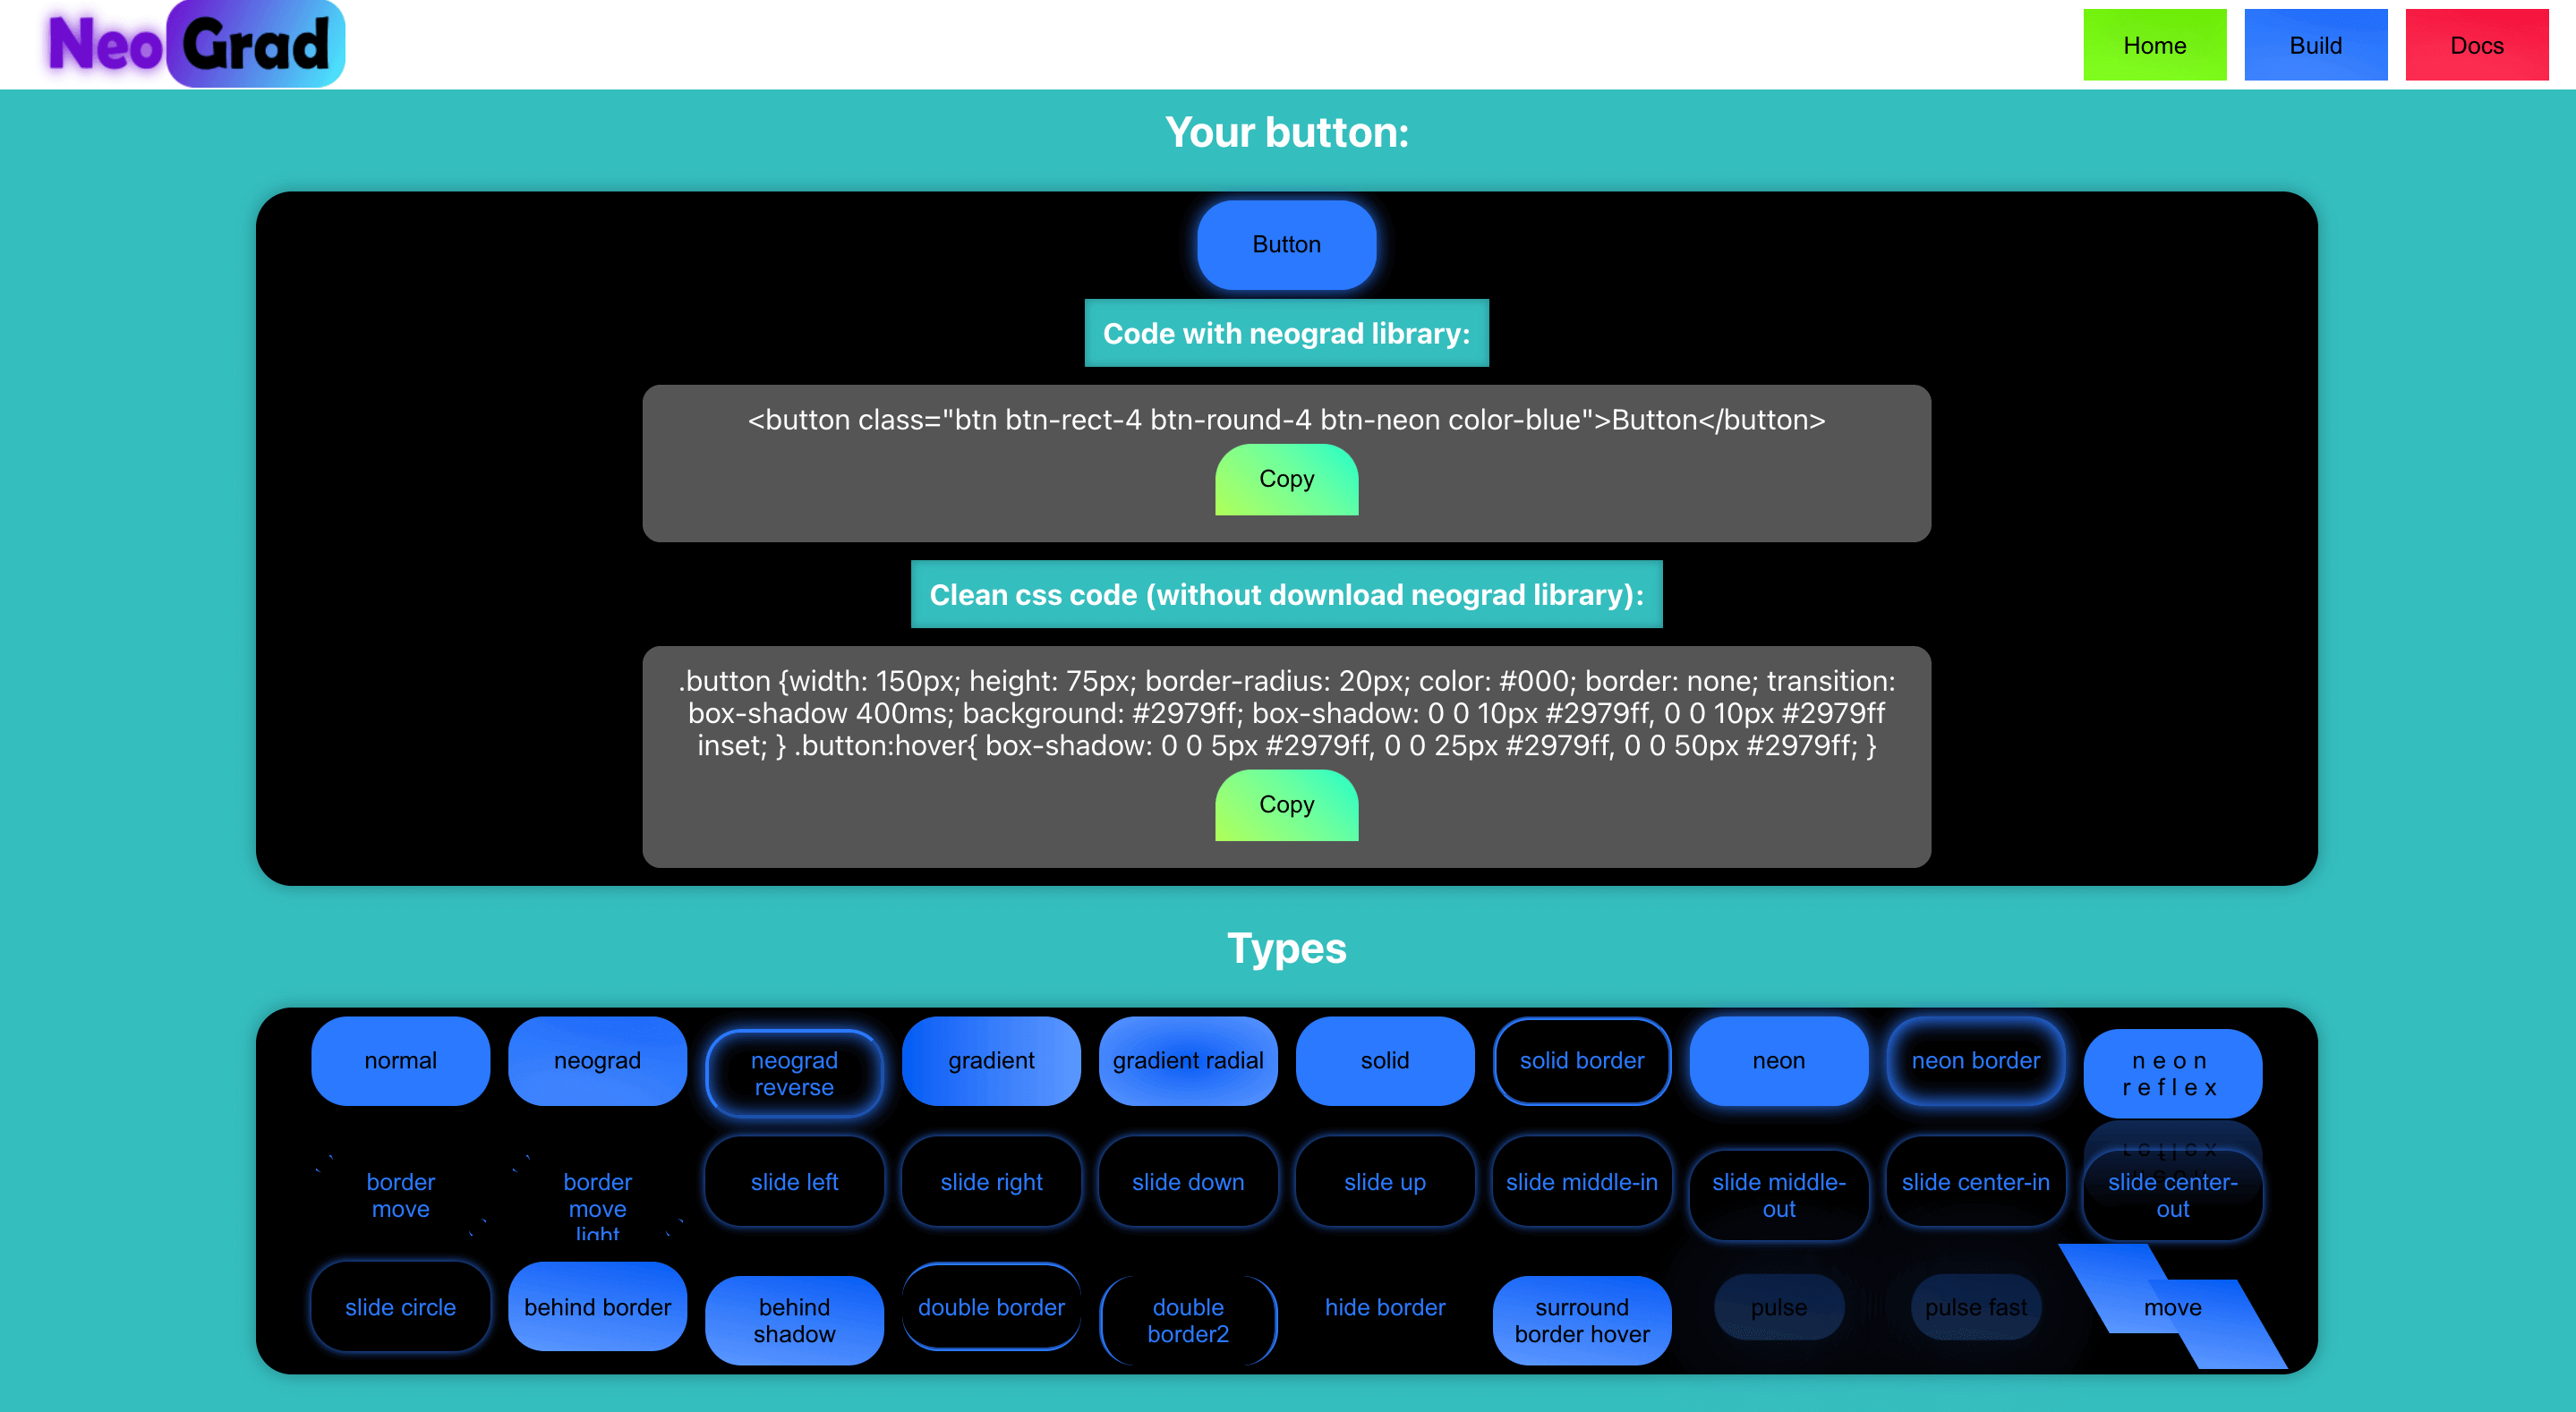 Neo Grad
Home Build Docs
Your button:
Button
Code with neograd library:
<button class="btn btn-rect-4 btn-round-4 btn-neon color-blue">Button</button>
Copy
Clean css code (without download neograd library):
.button {width: 150px; height: 75px; border-radius: 20px; color: #000; border: none; transition:
box-shadow 400ms; background: #2979ff; box-shadow: 0 0 10px #2979ff, 0 0 10px #2979ff
inset; } .button:hover{ box-shadow: 0 0 5px #2979ff, 0 0 25px #2979ff, 0 0 50px #2979ff; }
Copy
Types
normal
neograd
neograd
reverse
gradient
gradient radial
solid
solid border
neon
neon border
neon
reflex
border
move
border
move
light
slide left
slide right
slide down
slide up
slide middle-in
slide middle-
out
slide center-in
slide center-
out
slide circle
behind border
behind
shadow
double border
double
border2
hide border
surround
border hover
pulse
pulse fast
move